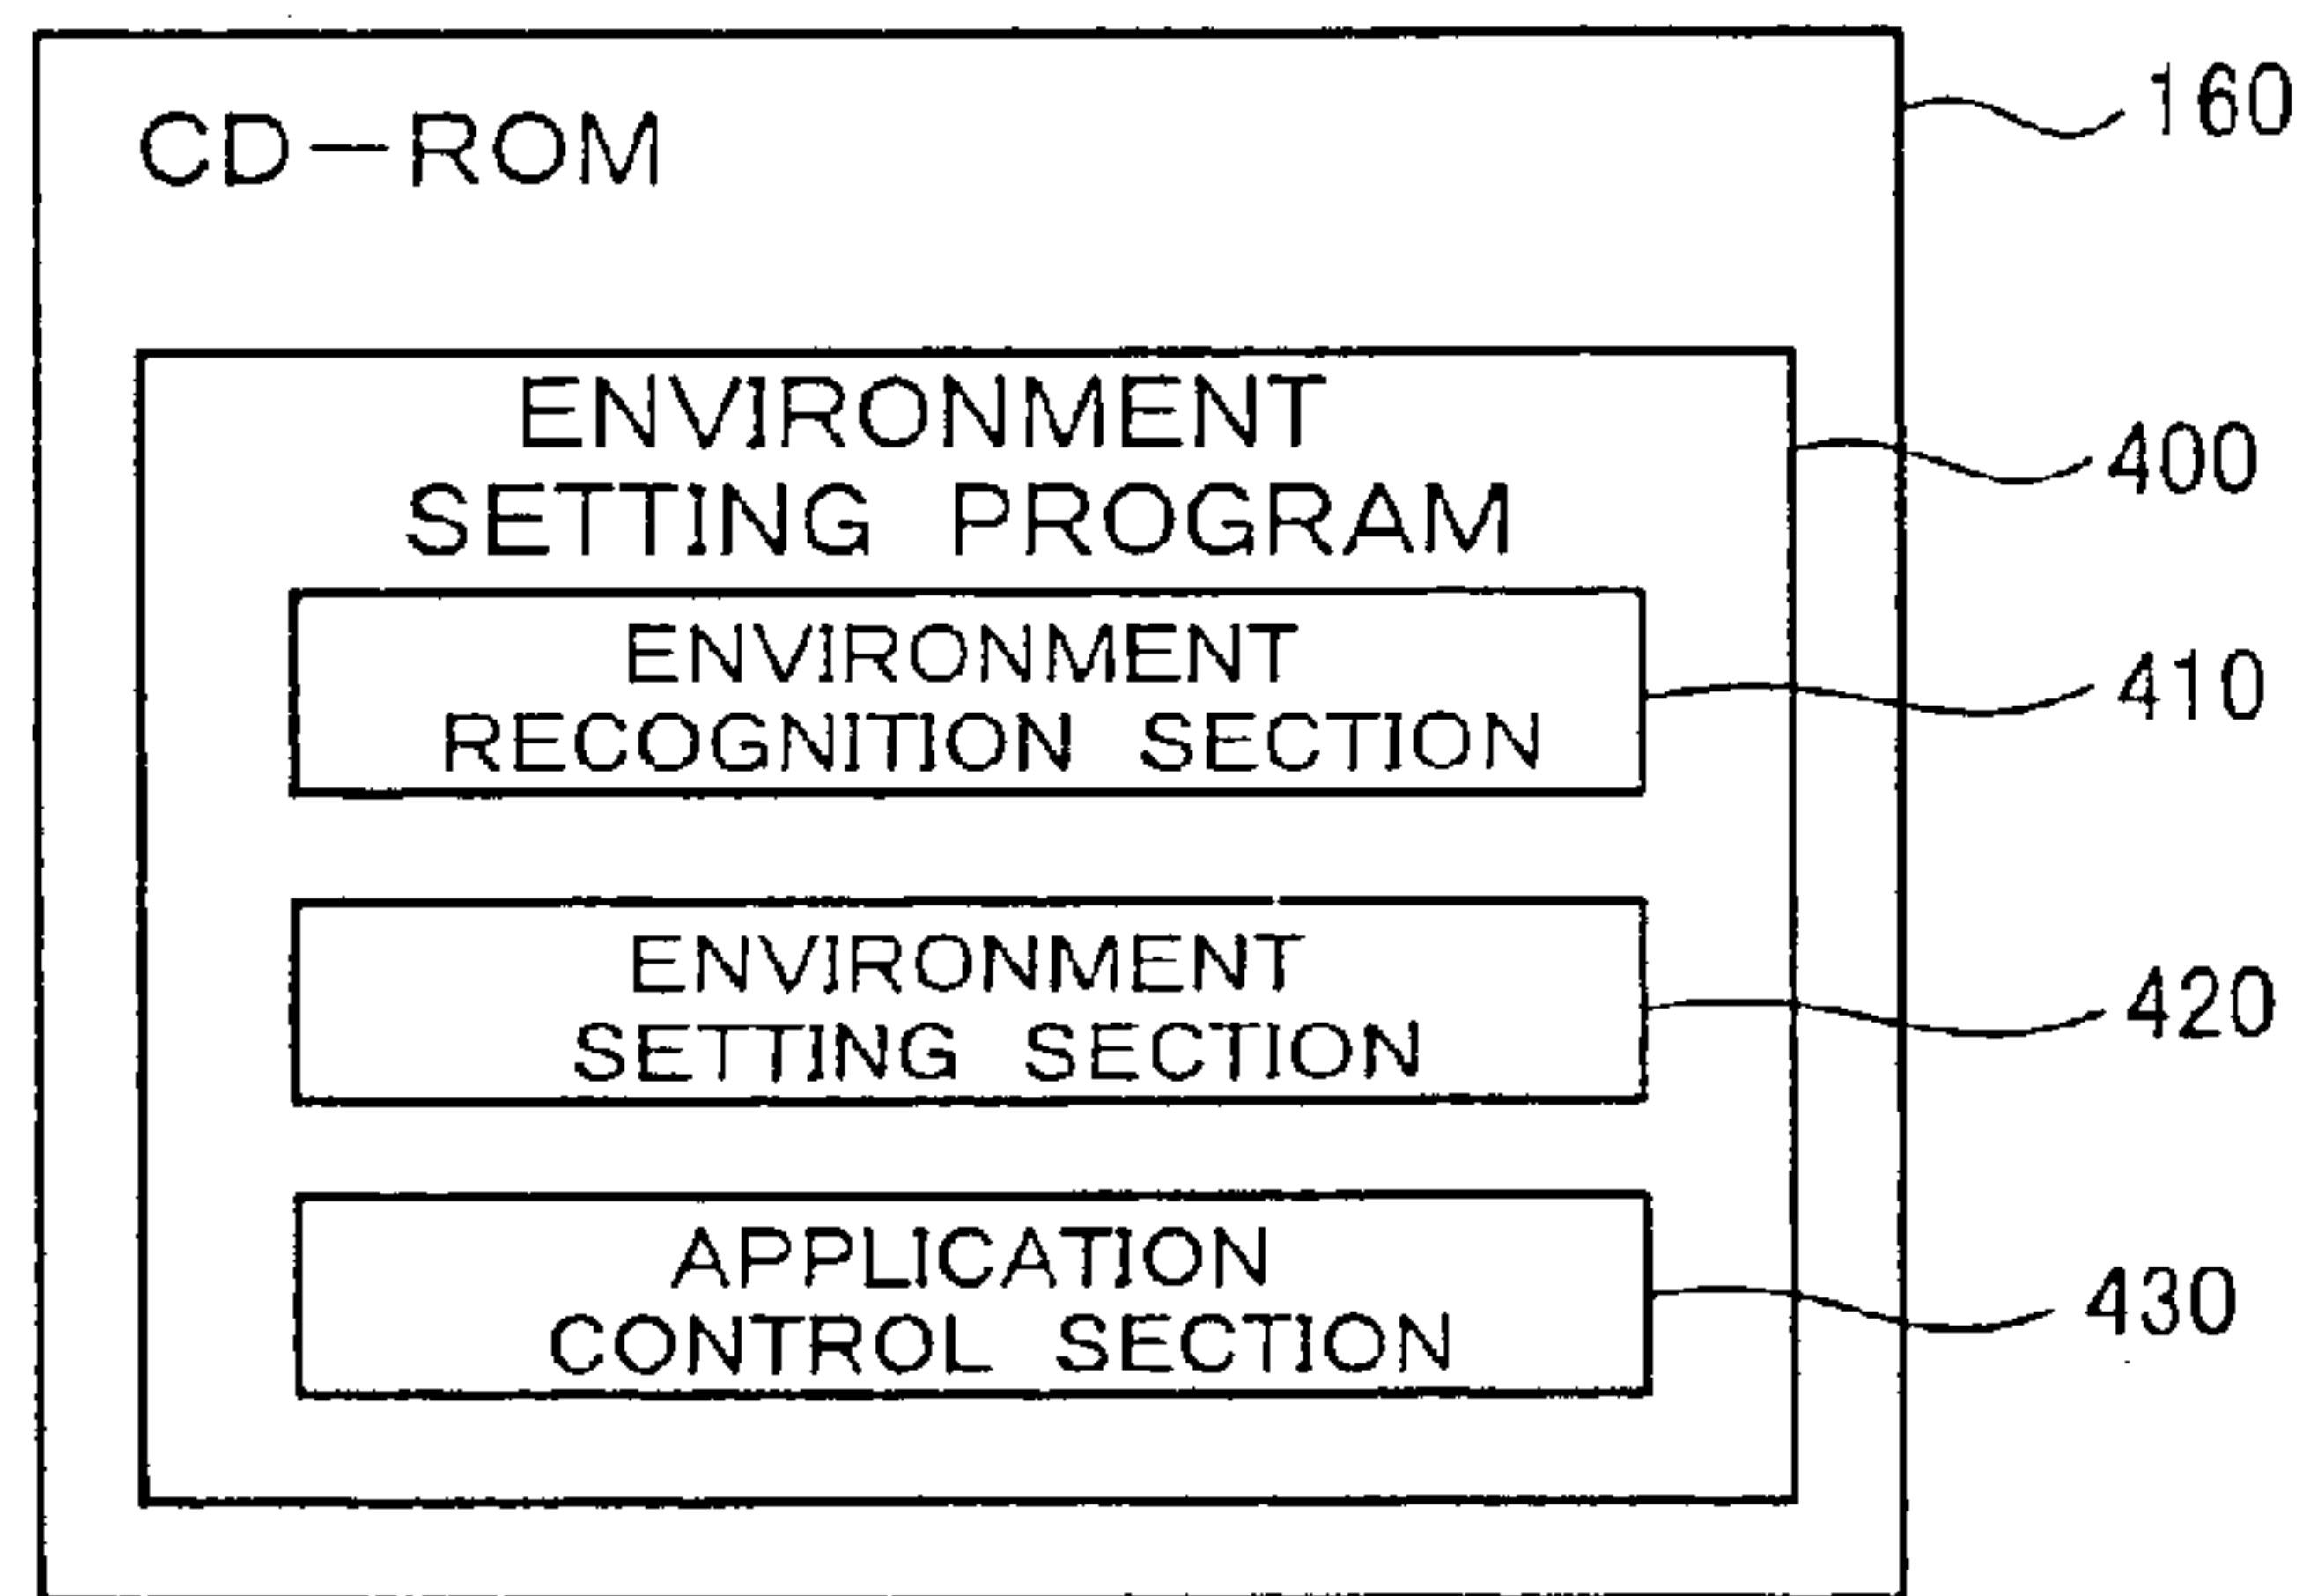 CD-ROM
160
ENVIRONMENT
SETTING PROGRAM
400
ENVIRONMENT
RECOGNITION SECTION
410
ENVIRONMENT
SETTING SECTION
420
APPLICATION
CONTROL SECTION
430